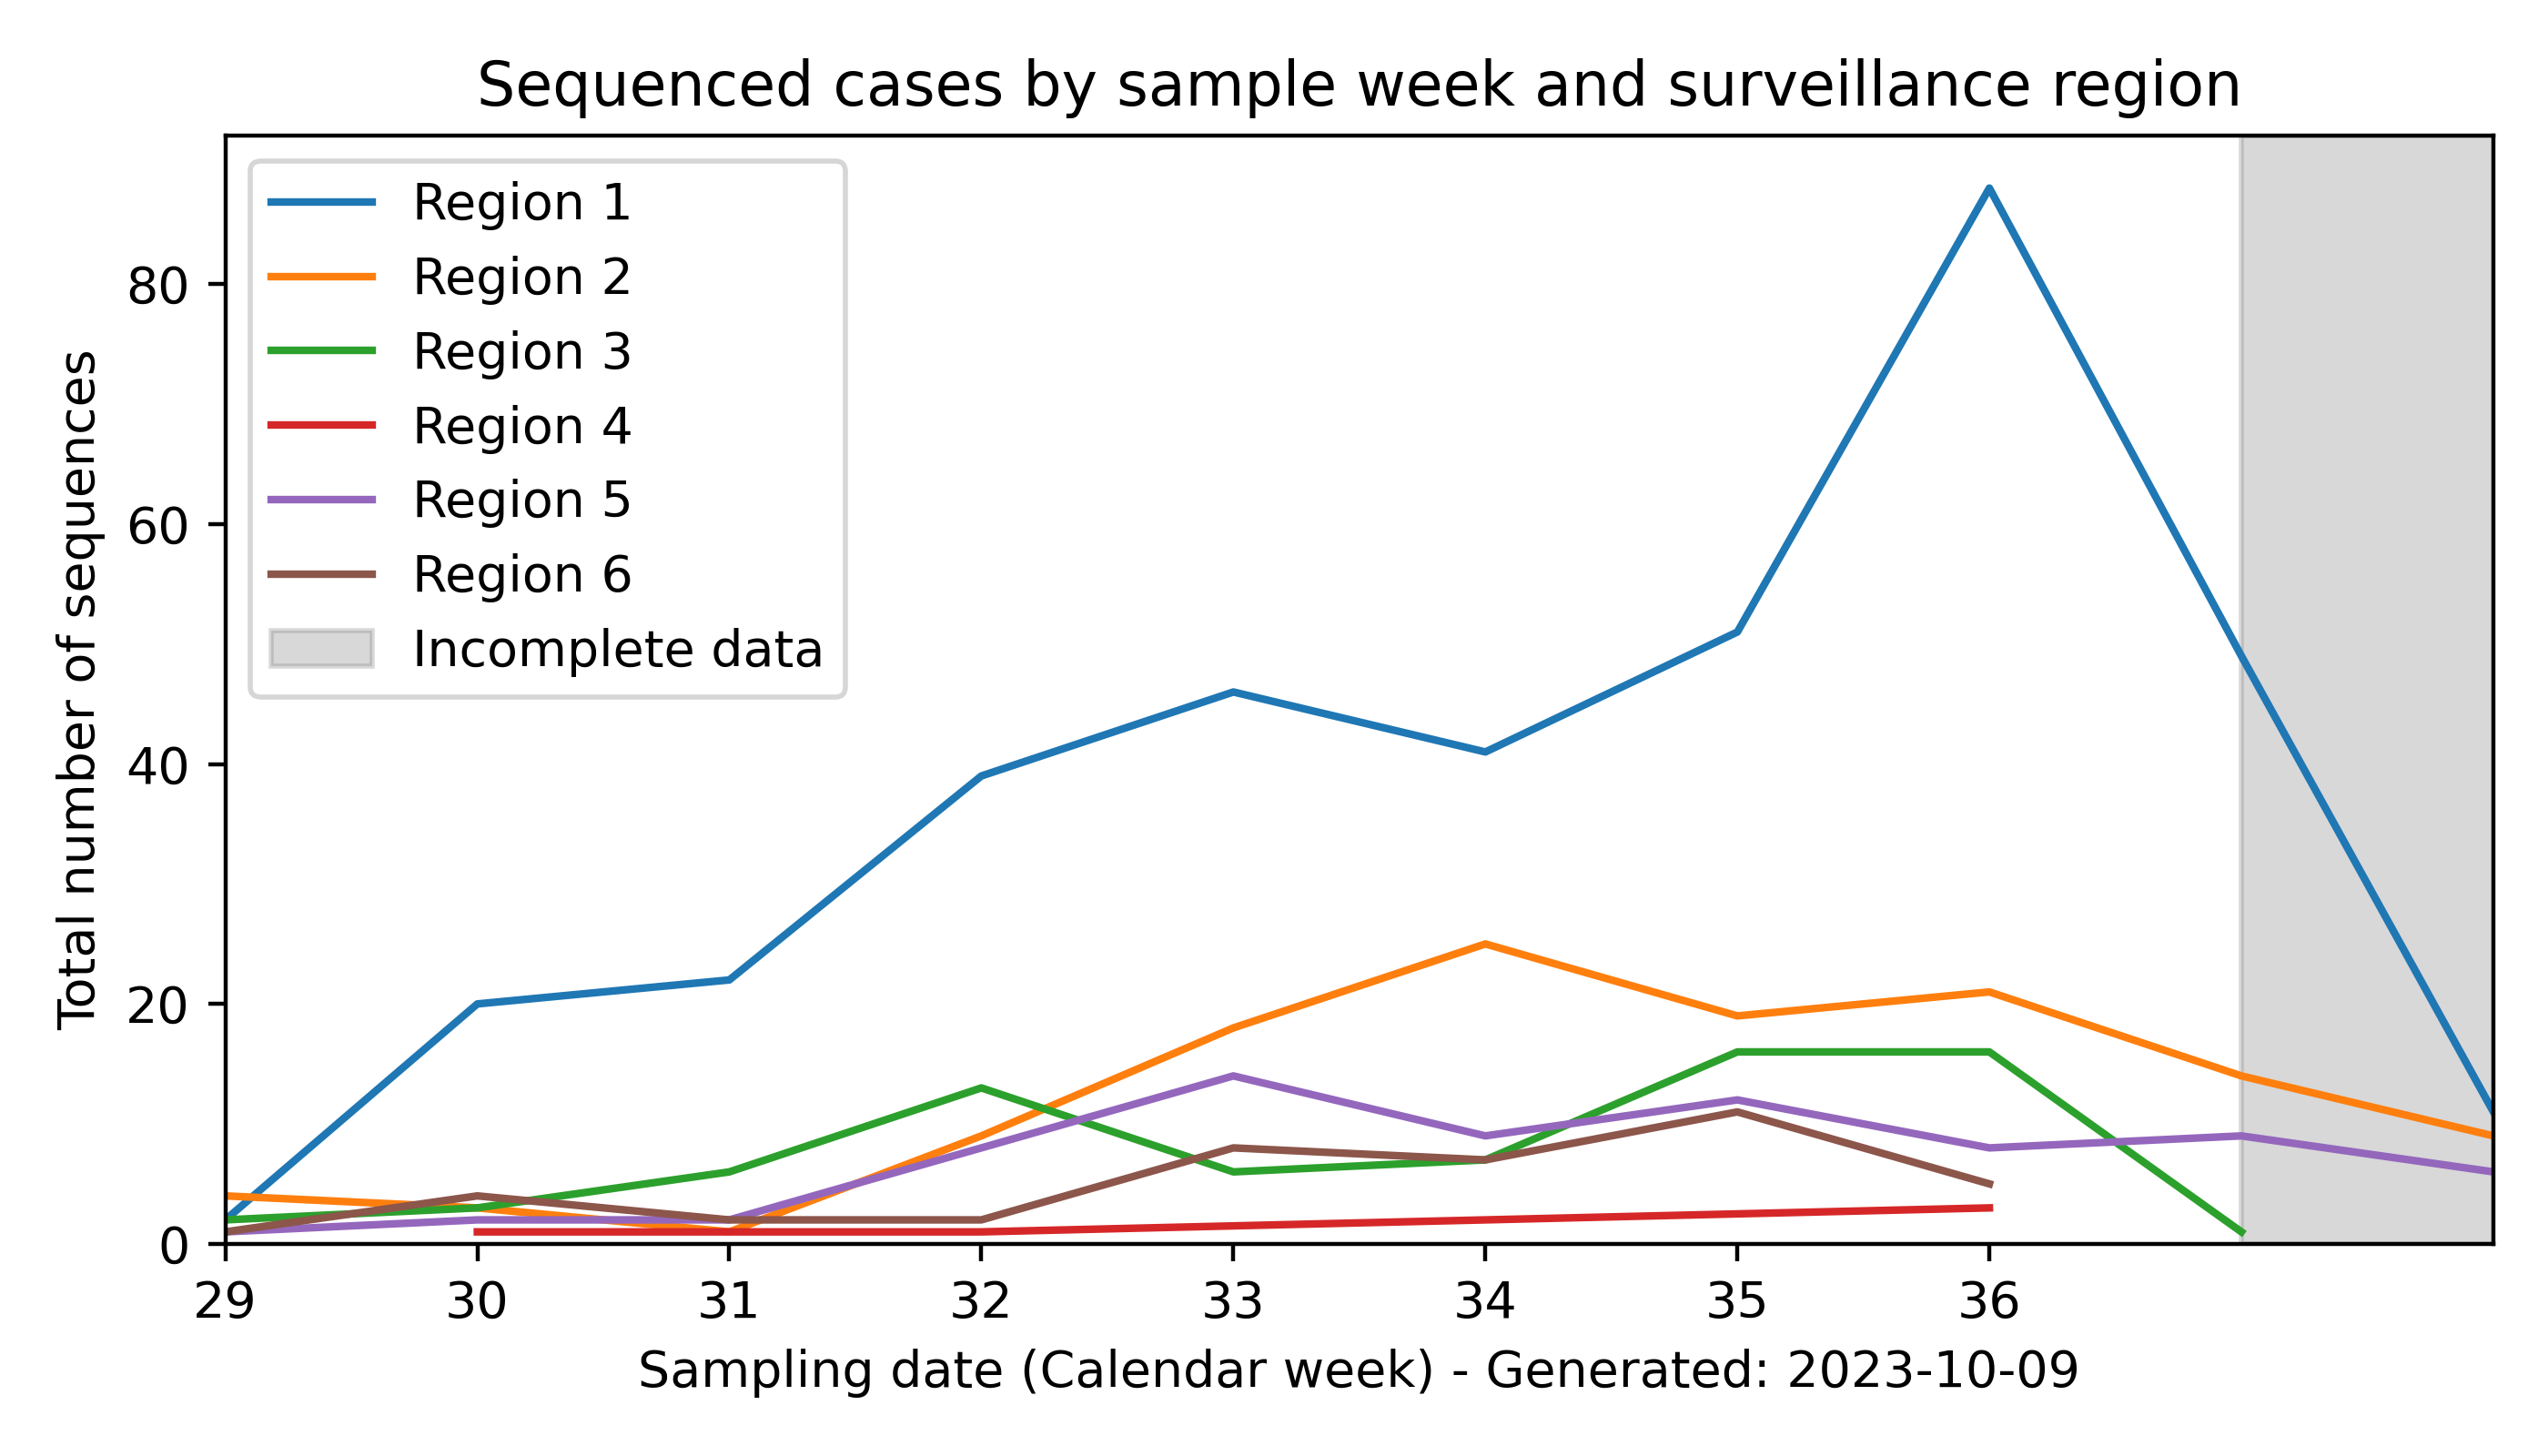 Sequenced cases by sample week and surveillance region
Region 1
Region 2
Region 3
Region 4
Region 5
Region 6
Incomplete data
Total number of sequences
80
60
40
20
0
29 30 31 32 33 34 35 36
Sampling date (Calendar week) - Generated: 2023-10-09